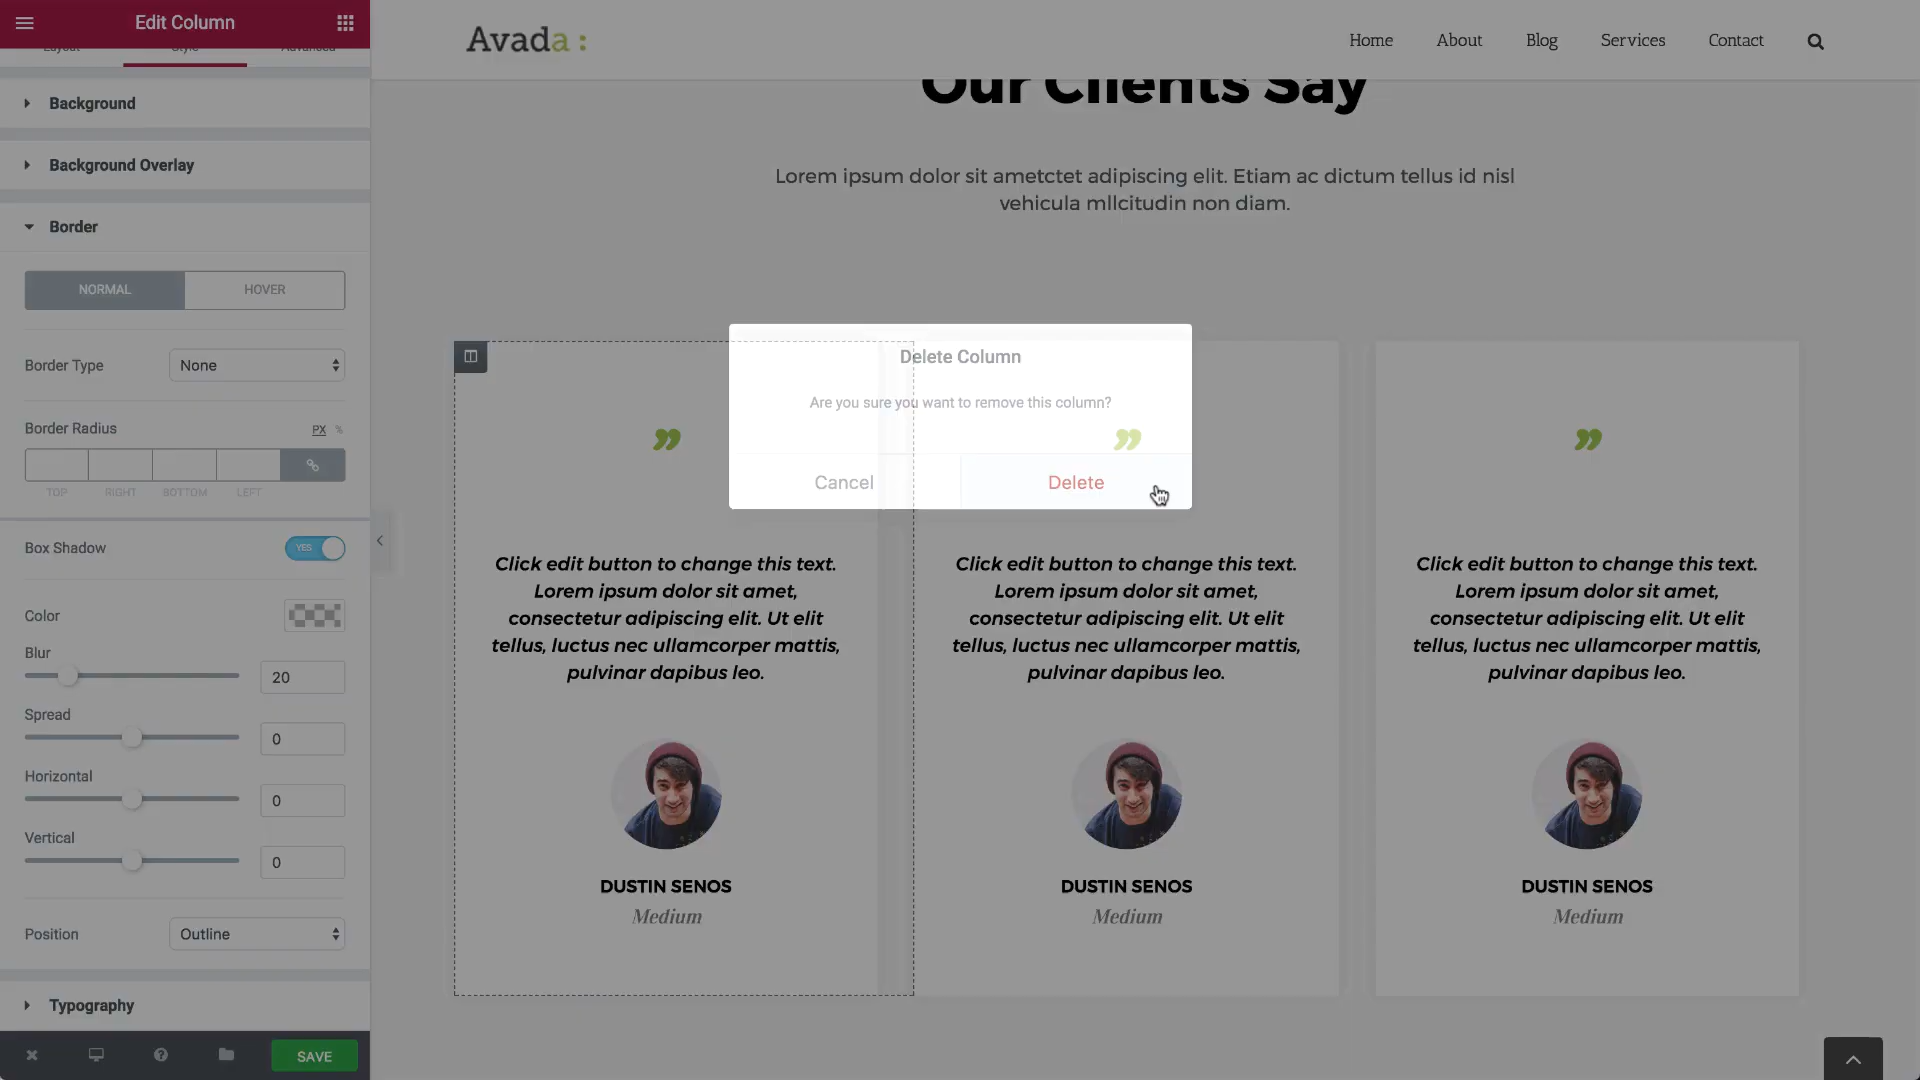 Edit Column
Layout
Style
Advanced
Background
Background Overlay
Border
NORMAL
HOVER
Border Type
None
Border Radius
PX
%
TOP
RIGHT
BOTTOM
LEFT
Box Shadow
YES
Color
Blur
20
Spread
0
Horizontal
0
Vertical
0
Position
Outline
Typography
SAVE
Avada :
Home
About
Blog
Services
Contact
Our Clients Say
Lorem ipsum dolor sit ametctet adipiscing elit. Etiam ac dictum tellus id nisl
vehicula mllcitudin non diam.
Delete Column
Are you sure you want to remove this column?
Cancel
Delete
”
Click edit button to change this text.
Lorem ipsum dolor sit amet,
consectetur adipiscing elit. Ut elit
tellus, luctus nec ullamcorper mattis,
pulvinar dapibus leo.
DUSTIN SENOS
Medium
”
Click edit button to change this text.
Lorem ipsum dolor sit amet,
consectetur adipiscing elit. Ut elit
tellus, luctus nec ullamcorper mattis,
pulvinar dapibus leo.
DUSTIN SENOS
Medium
”
Click edit button to change this text.
Lorem ipsum dolor sit amet,
consectetur adipiscing elit. Ut elit
tellus, luctus nec ullamcorper mattis,
pulvinar dapibus leo.
DUSTIN SENOS
Medium